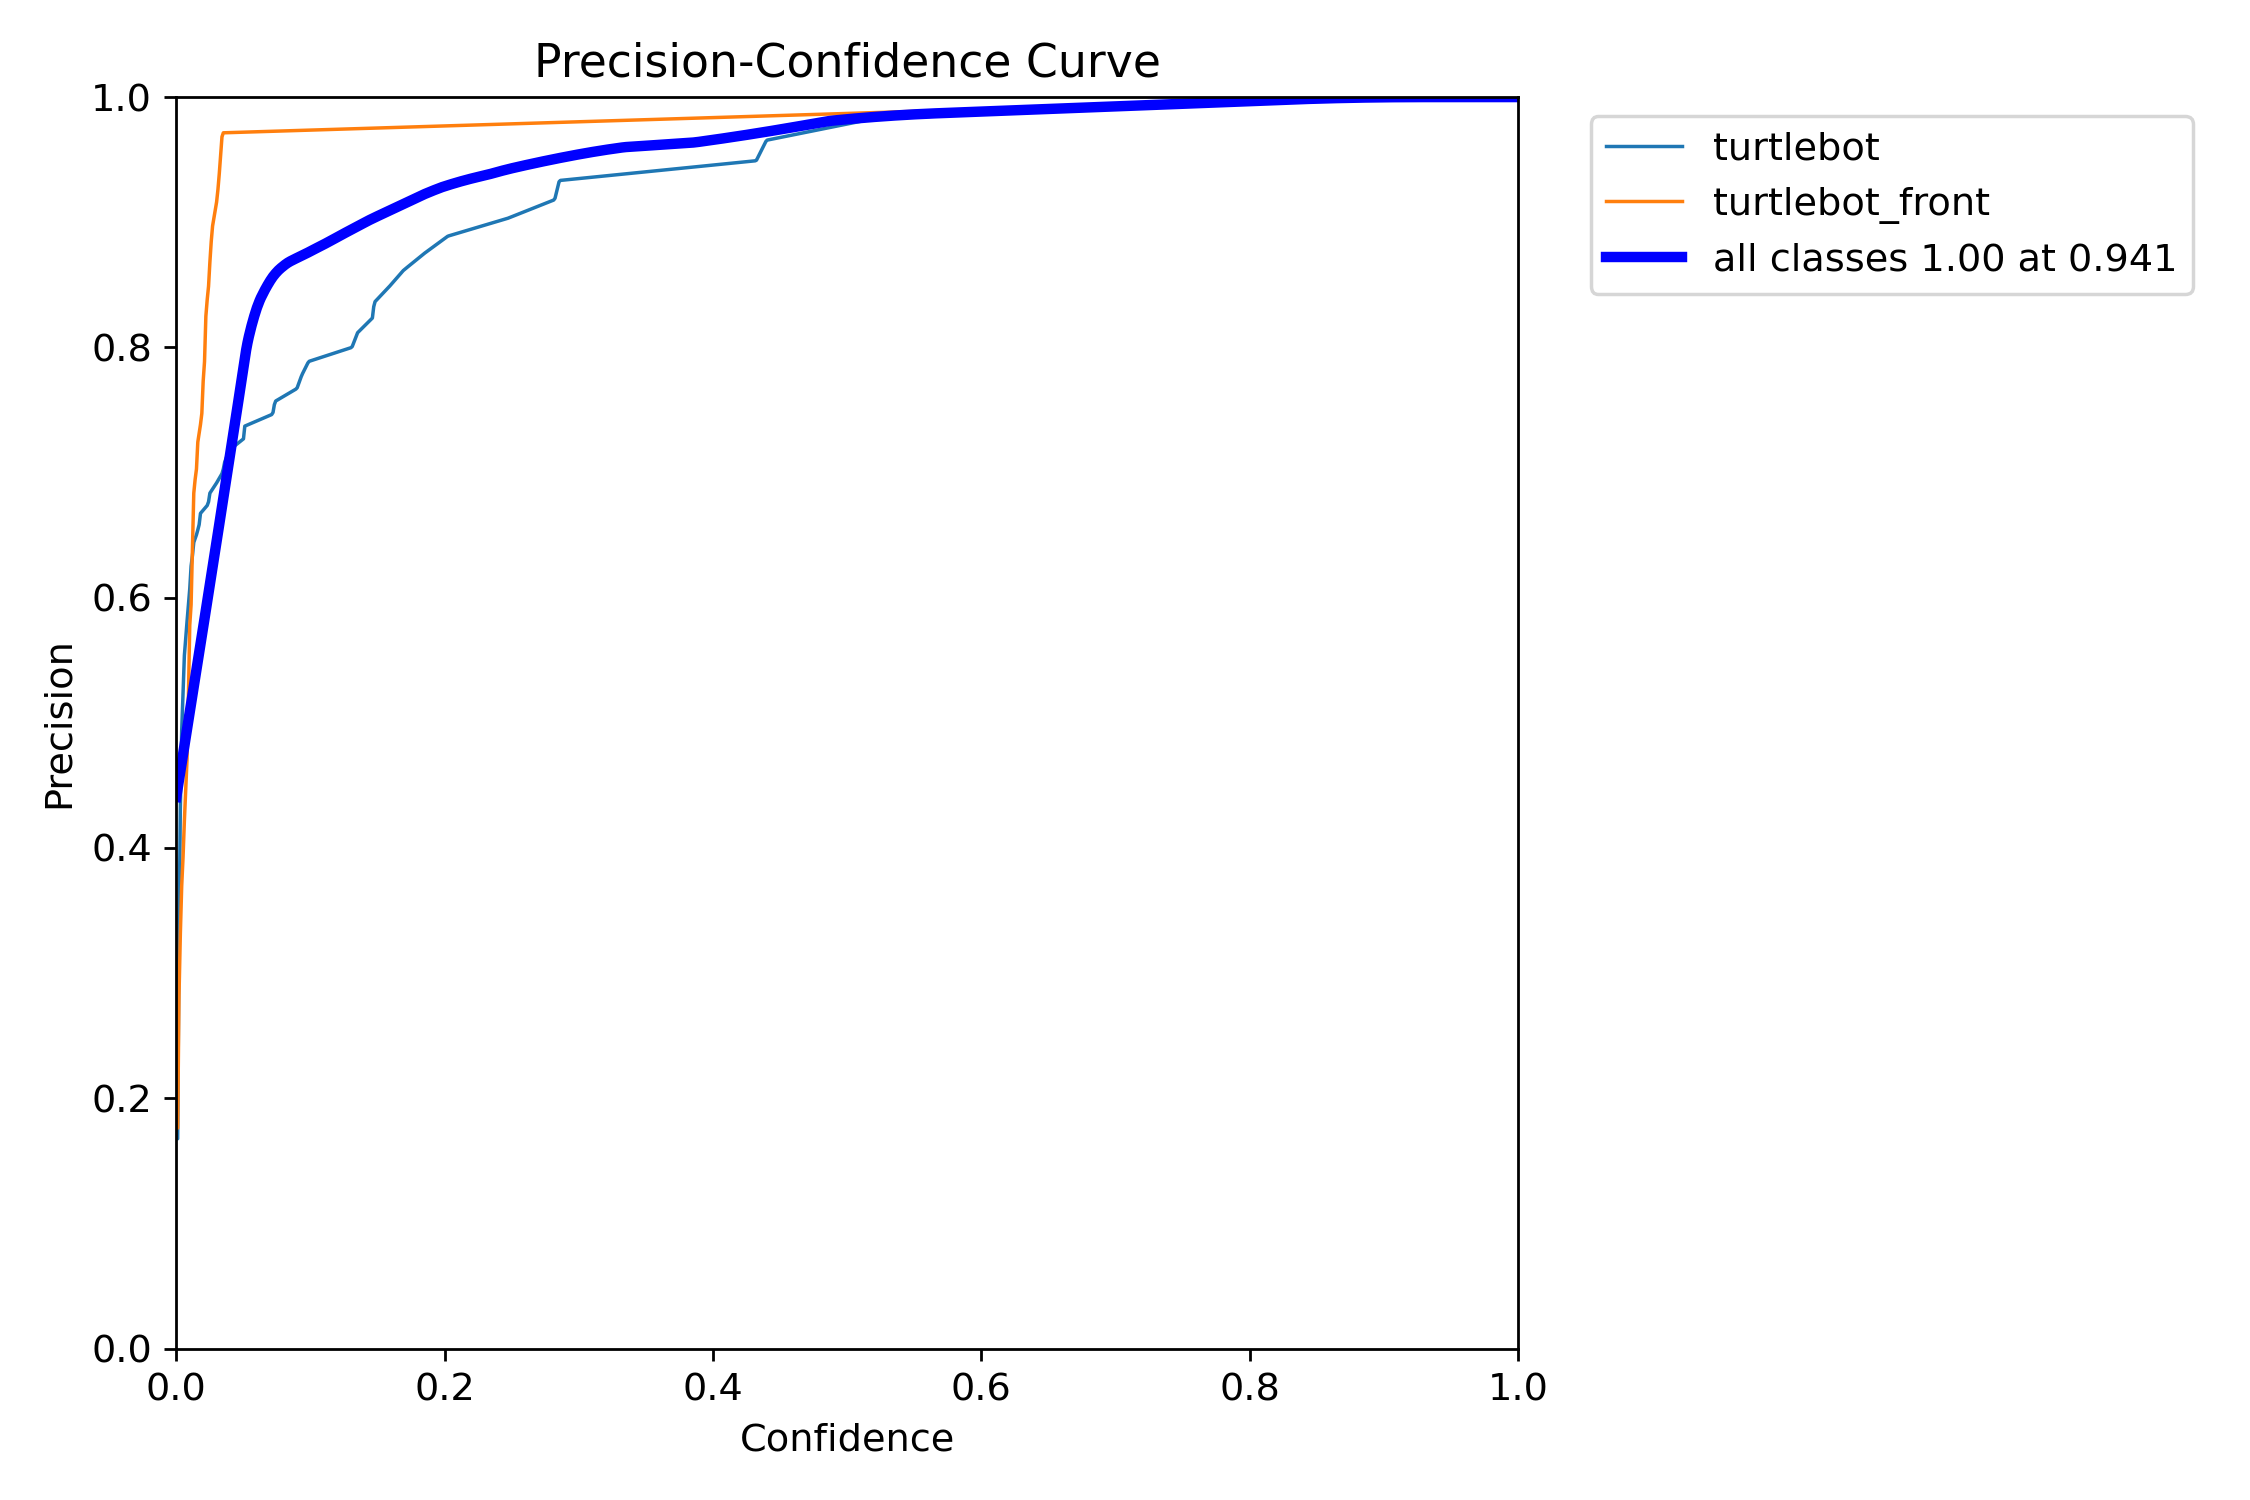 Precision-Confidence Curve
1.0
0.8
0.6
0.4
0.2
0.0
Precision
0.0 0.2 0.4 0.6 0.8 1.0
Confidence
turtlebot
turtlebot_front
all classes 1.00 at 0.941